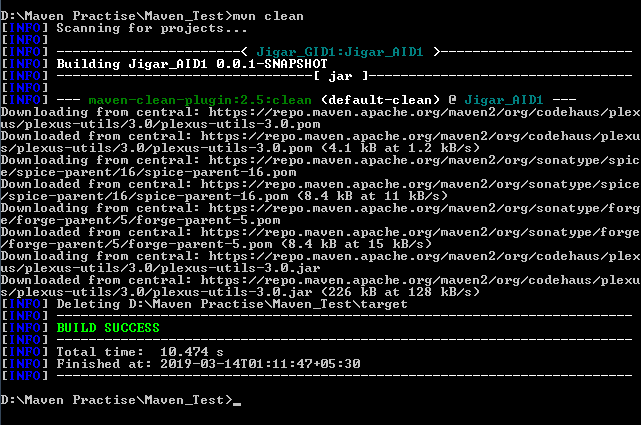 D:\Maven Practise\Maven_Test>mvn clean
[INFO] Scanning for projects...
[INFO]
[INFO] ------------------------< Jigar_GID1:Jigar_AID1 >-------------------------
[INFO] Building Jigar_AID1 0.0.1-SNAPSHOT
[INFO] --------------------------------[ jar ]---------------------------------
[INFO]
[INFO] --- maven-clean-plugin:2.5:clean (default-clean) @ Jigar_AID1 ---
Downloading from central: https://repo.maven.apache.org/maven2/org/codehaus/plex
us/plexus-utils/3.0/plexus-utils-3.0.pom
Downloaded from central: https://repo.maven.apache.org/maven2/org/codehaus/plexu
s/plexus-utils/3.0/plexus-utils-3.0.pom (4.1 kB at 1.2 kB/s)
Downloading from central: https://repo.maven.apache.org/maven2/org/sonatype/spic
e/spice-parent/16/spice-parent-16.pom
Downloaded from central: https://repo.maven.apache.org/maven2/org/sonatype/spice
/spice-parent/16/spice-parent-16.pom (8.4 kB at 11 kB/s)
Downloading from central: https://repo.maven.apache.org/maven2/org/sonatype/forg
e/forge-parent/5/forge-parent-5.pom
Downloaded from central: https://repo.maven.apache.org/maven2/org/sonatype/forge
/forge-parent/5/forge-parent-5.pom (8.4 kB at 15 kB/s)
Downloading from central: https://repo.maven.apache.org/maven2/org/codehaus/plex
us/plexus-utils/3.0/plexus-utils-3.0.jar
Downloaded from central: https://repo.maven.apache.org/maven2/org/codehaus/plexu
s/plexus-utils/3.0/plexus-utils-3.0.jar (226 kB at 128 kB/s)
[INFO] Deleting D:\Maven Practise\Maven_Test\target
[INFO] ------------------------------------------------------------------------
[INFO] BUILD SUCCESS
[INFO] ------------------------------------------------------------------------
[INFO] Total time:  10.474 s
[INFO] Finished at: 2019-03-14T01:11:47+05:30
[INFO] ------------------------------------------------------------------------
D:\Maven Practise\Maven_Test>_